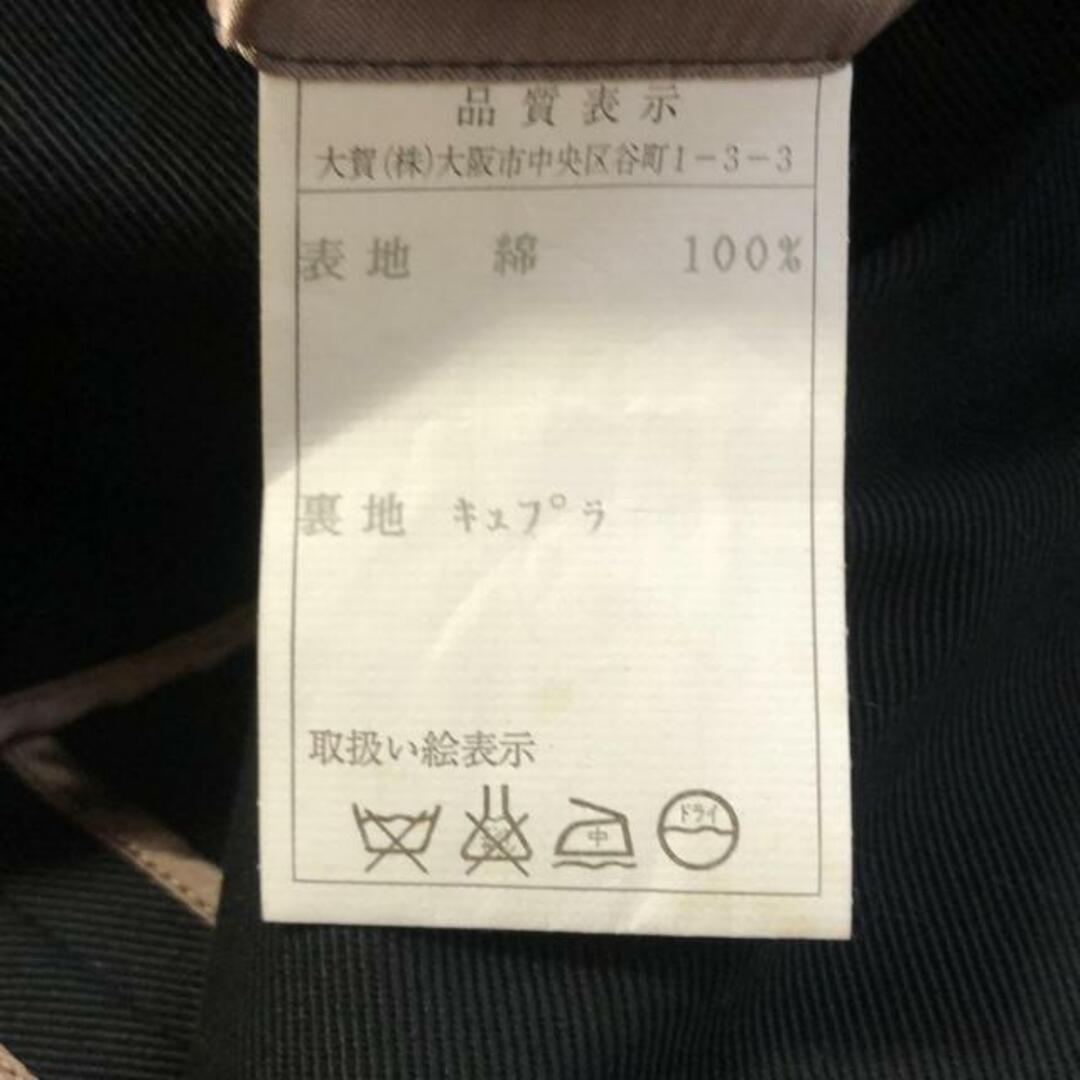 品質表示
大賀(株)大阪市中央区谷町1-3-3
表地 綿 100%
裏地 ｷｭﾌﾟﾗ
取扱い絵表示
中 ドライ